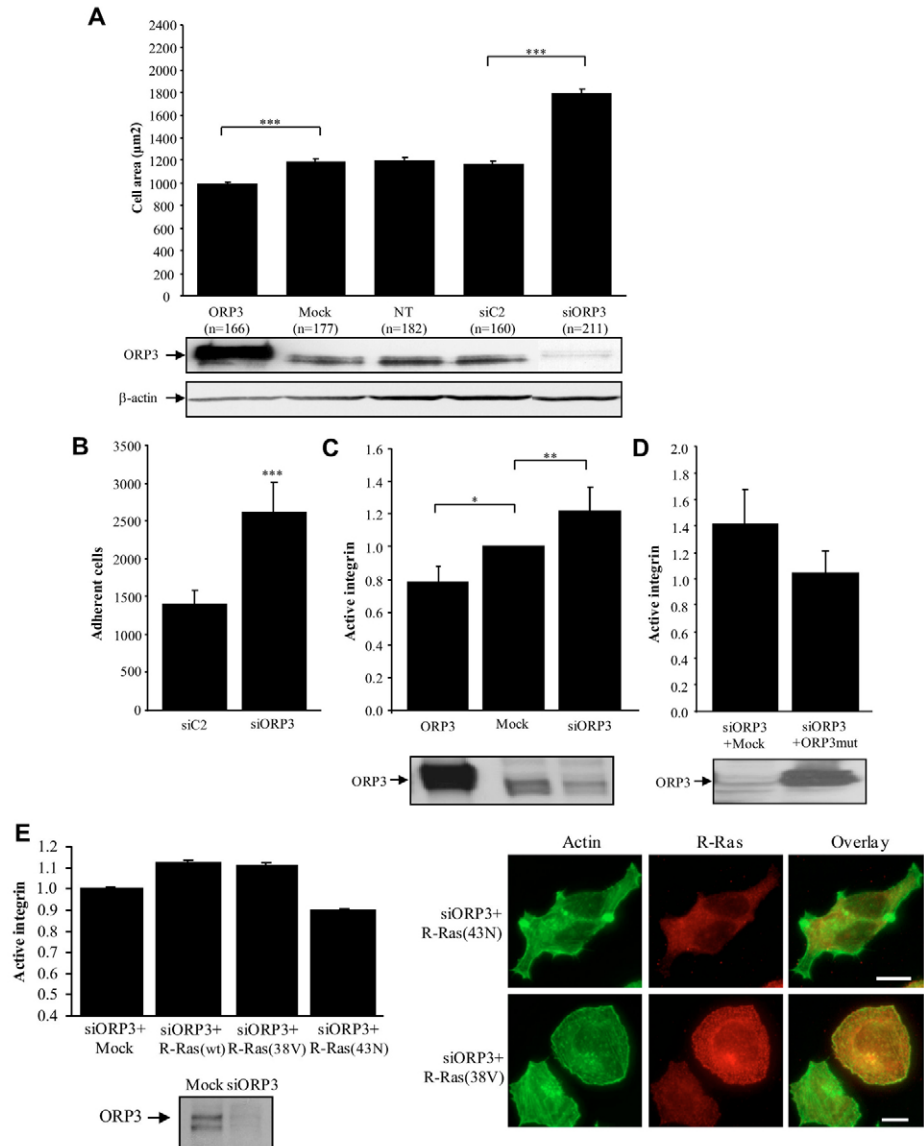 A
2400
2200
2000
1800
1600
1400
1200
1000
800
600
400
200
0
Cell area (µm2)
***
***
ORP3 Mock NT siC2 siORP3
(n=166) (n=177) (n=182) (n=160) (n=211)
ORP3
β-actin
B
3500
3000
2500
2000
1500
1000
500
0
Adherent cells
***
siC2 siORP3
C
1.6
1.4
1.2
1.0
0.8
0.6
0.4
0.2
0.0
Active integrin
*
**
ORP3 Mock siORP3
ORP3
D
2.0
1.8
1.6
1.4
1.2
1.0
0.8
0.6
0.4
0.2
0.0
Active integrin
siORP3 siORP3
+Mock +ORP3mut
ORP3
E
1.2
1.1
1.0
0.9
0.8
0.7
0.6
0.5
0.4
Active integrin
siORP3+ siORP3+ siORP3+ siORP3+
Mock R-Ras(wt) R-Ras(38V) R-Ras(43N)
Mock siORP3
ORP3
Actin R-Ras Overlay
siORP3+
R-Ras(43N)
siORP3+
R-Ras(38V)